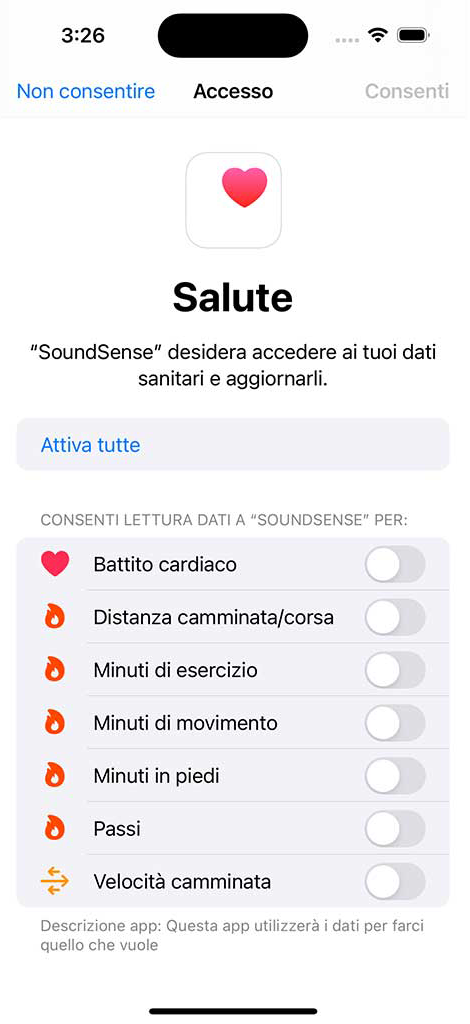 3:26
Non consentire Accesso Consenti
Salute
“SoundSense” desidera accedere ai tuoi dati
sanitari e aggiornarli.
Attiva tutte
CONSENTI LETTURA DATI A “SOUNDSENSE” PER:
Battito cardiaco
Distanza camminata/corsa
Minuti di esercizio
Minuti di movimento
Minuti in piedi
Passi
Velocità camminata
Descrizione app: Questa app utilizzerà i dati per farci
quello che vuole